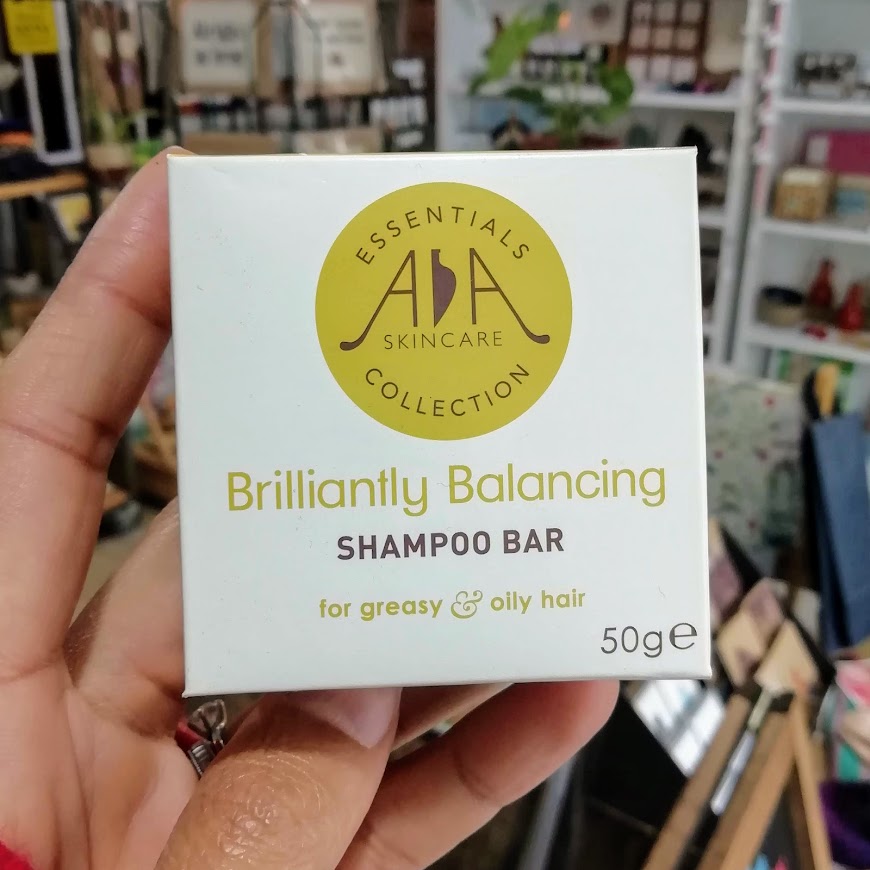 ESSENTIALS
AA
SKINCARE
COLLECTION
Brilliantly Balancing
SHAMPOO BAR
for greasy & oily hair
50g℮